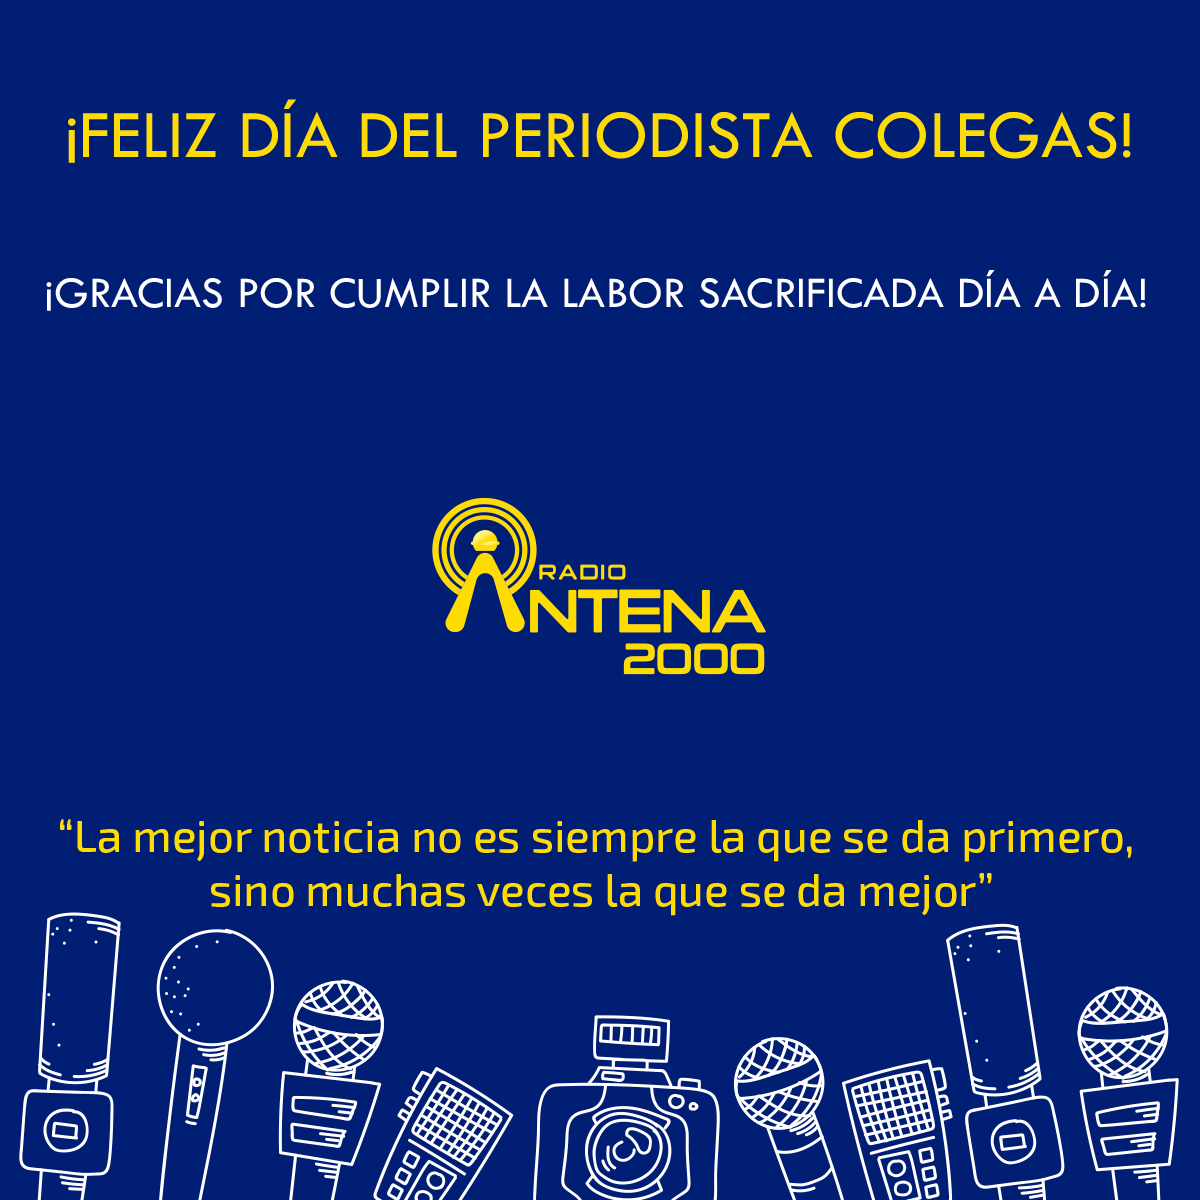 ¡FELIZ DÍA DEL PERIODISTA COLEGAS!
¡GRACIAS POR CUMPLIR LA LABOR SACRIFICADA DÍA A DÍA!
RADIO
ANTENA
2000
“La mejor noticia no es siempre la que se da primero,
sino muchas veces la que se da mejor”